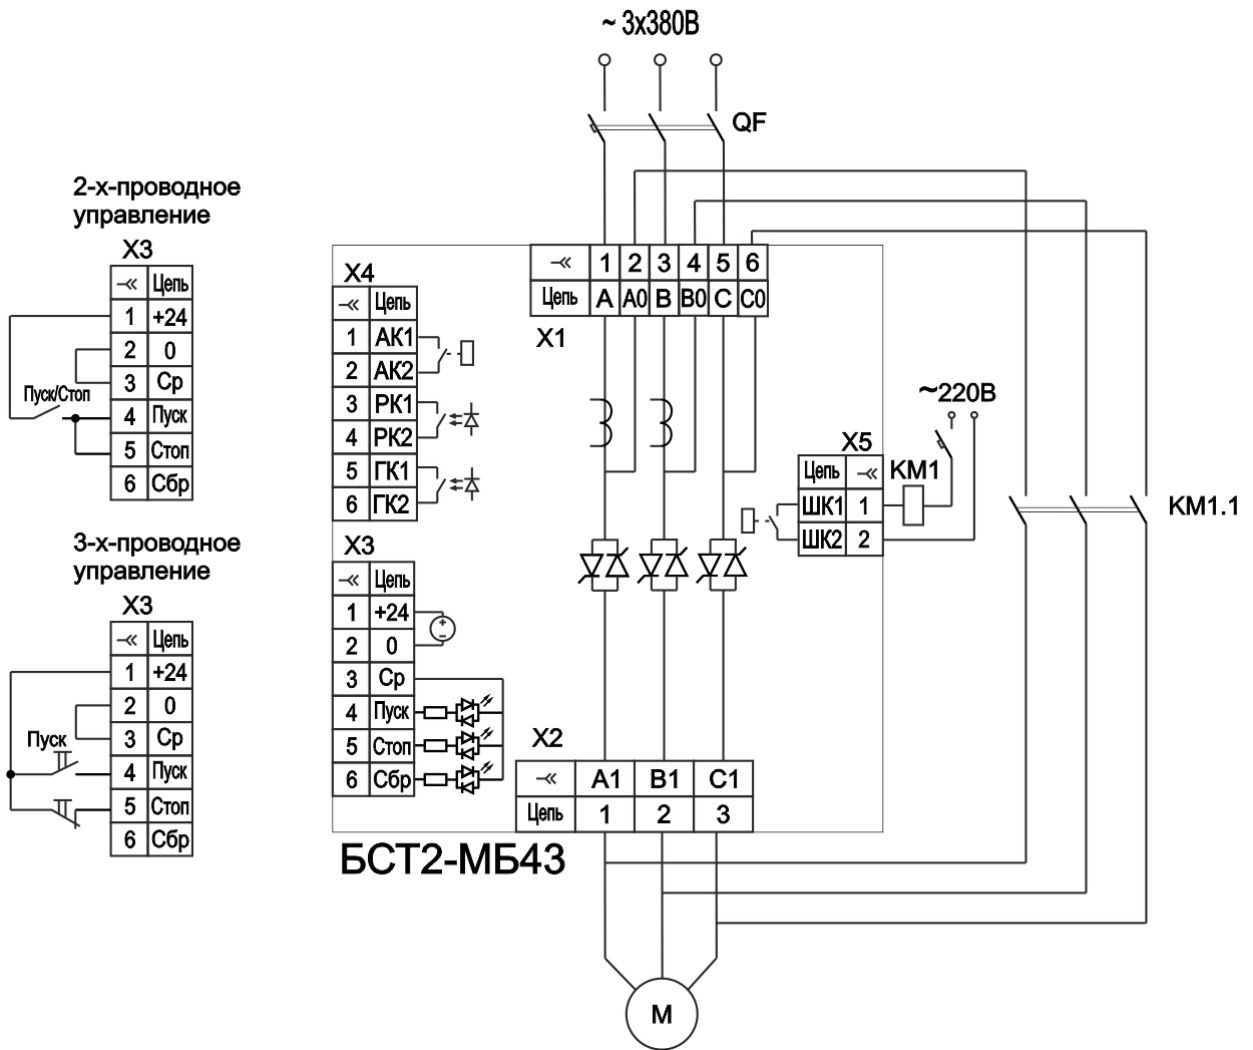 ~ 3x380В
QF
2-х-проводное
управление
X3
Цепь
1 +24
2 0
3 Ср
4 Пуск
5 Стоп
6 Сбр
Пуск/Стоп
3-х-проводное
управление
X3
Цепь
1 +24
2 0
3 Ср
4 Пуск
5 Стоп
6 Сбр
Пуск
X4
Цепь
1 АК1
2 АК2
3 РК1
4 РК2
5 ГК1
6 ГК2
X3
Цепь
1 +24
2 0
3 Ср
4 Пуск
5 Стоп
6 Сбр
1 2 3 4 5 6
Цепь A A0 B B0 C C0
X1
~220В
X5
Цепь
ШК1 1
ШК2 2
KM1
KM1.1
X2
A1 B1 C1
Цепь 1 2 3
БСТ2-МБ43
M